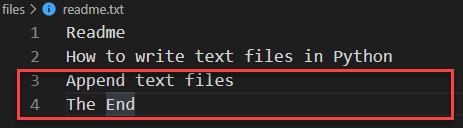 files > readme.txt
1 Readme
2 How to write text files in Python
3 Append text files
4 The End